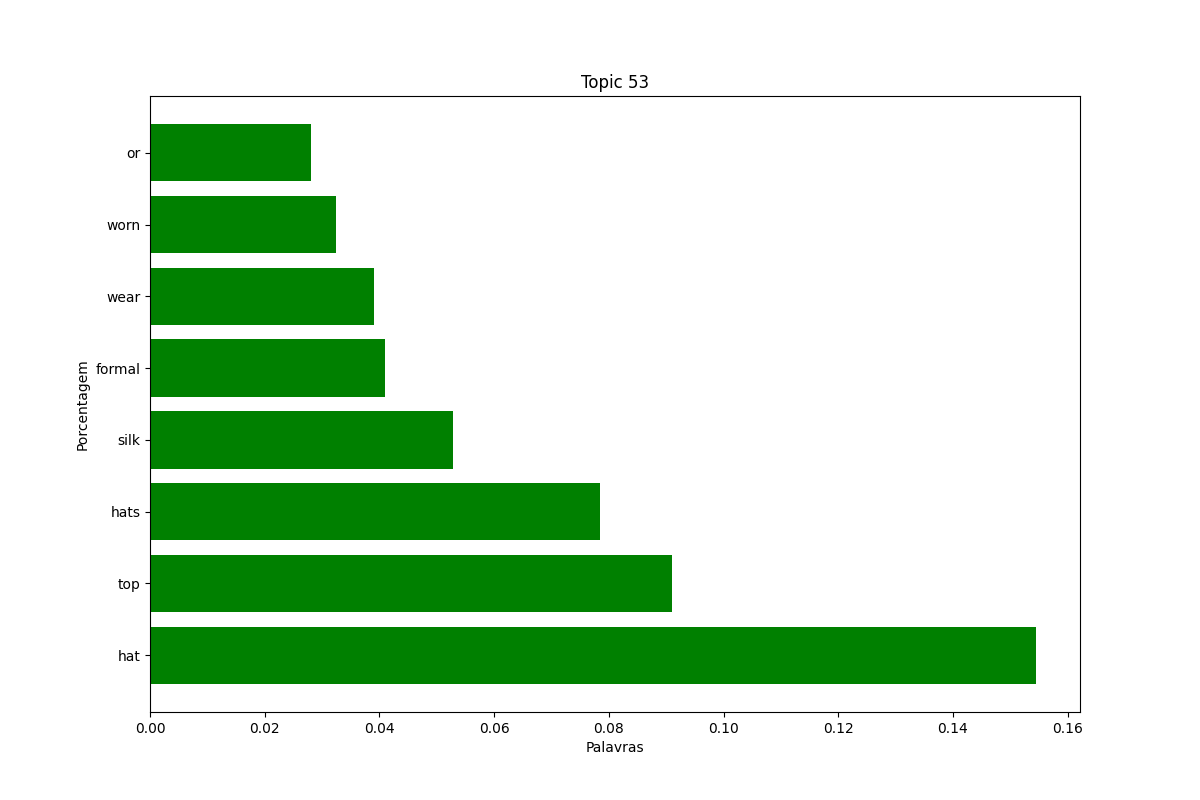 Topic 53
or
worn
wear
formal
silk
hats
top
hat
Porcentagem
0.00 0.02 0.04 0.06 0.08 0.10 0.12 0.14 0.16
Palavras